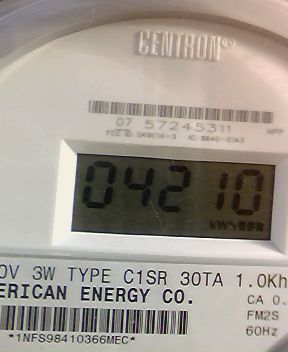 CENTRON®
07 57245311
04210
kWh
0V 3W TYPE C1SR 30TA 1.0Kh
ERICAN ENERGY CO.
CA 0.
FM2S
60Hz
*1NFS98410366MEC*